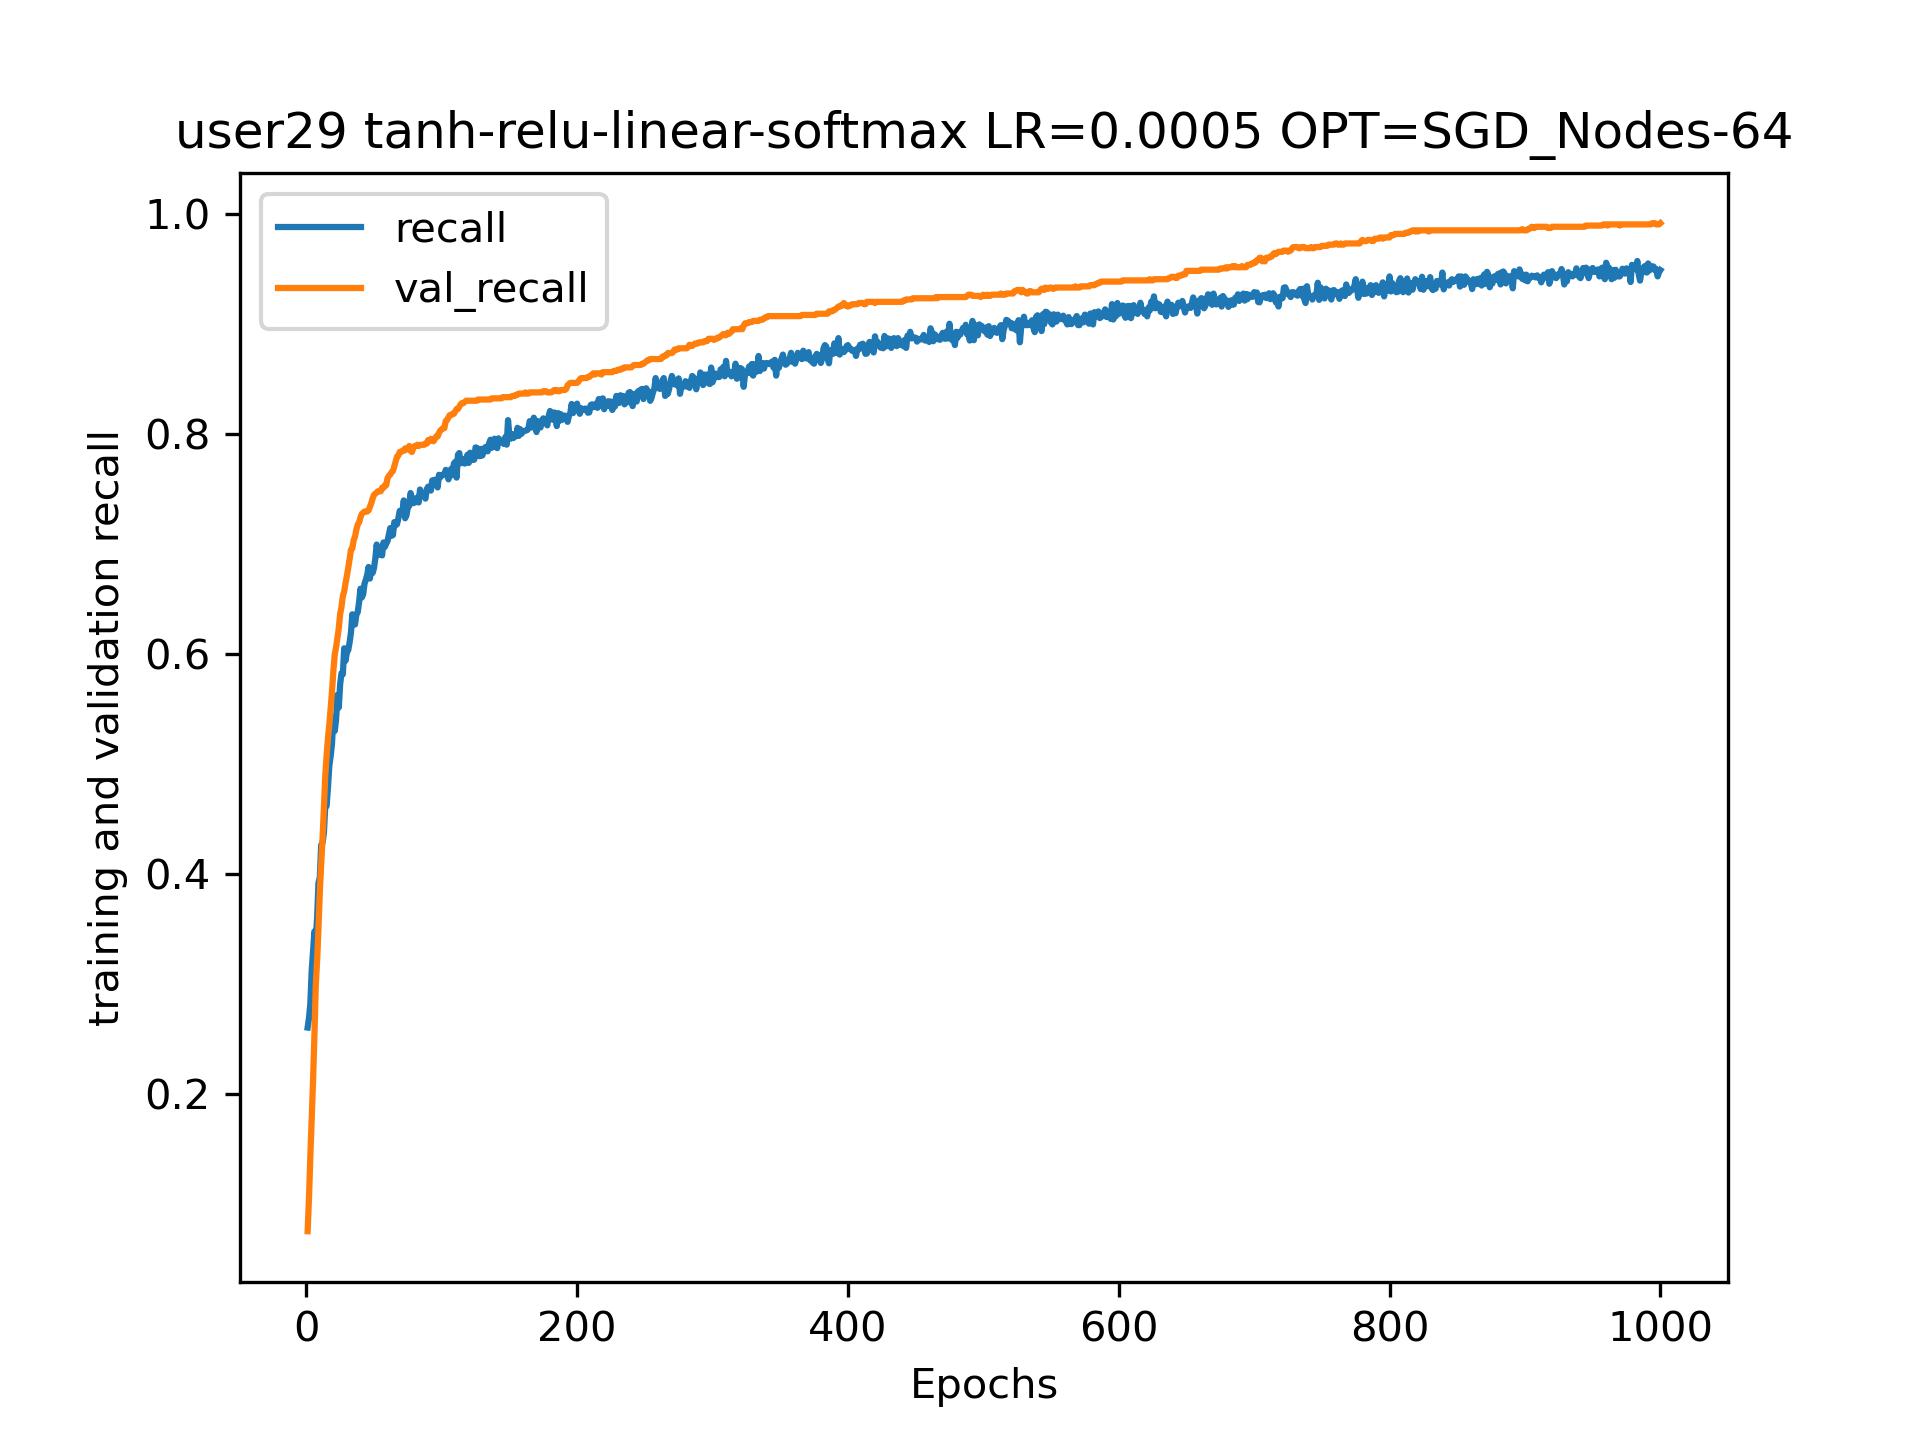 user29 tanh-relu-linear-softmax LR=0.0005 OPT=SGD_Nodes-64
recall
val_recall
1.0
0.8
0.6
0.4
0.2
training and validation recall
0 200 400 600 800 1000
Epochs